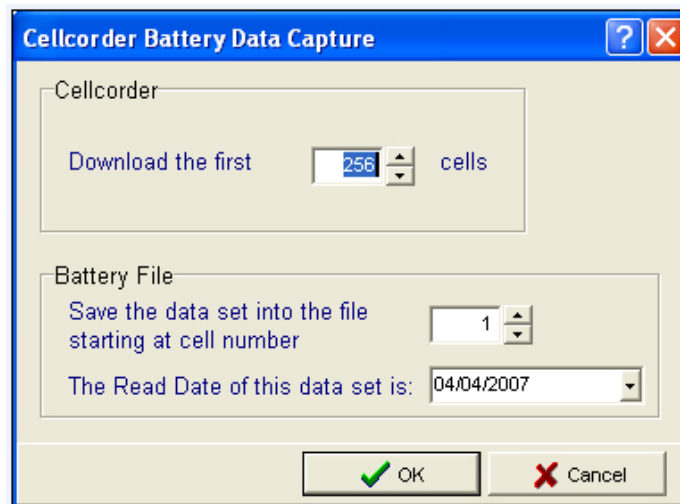 Cellcorder Battery Data Capture
Cellcorder
Download the first 256 cells
Battery File
Save the data set into the file
starting at cell number 1
The Read Date of this data set is: 04/04/2007
OK Cancel